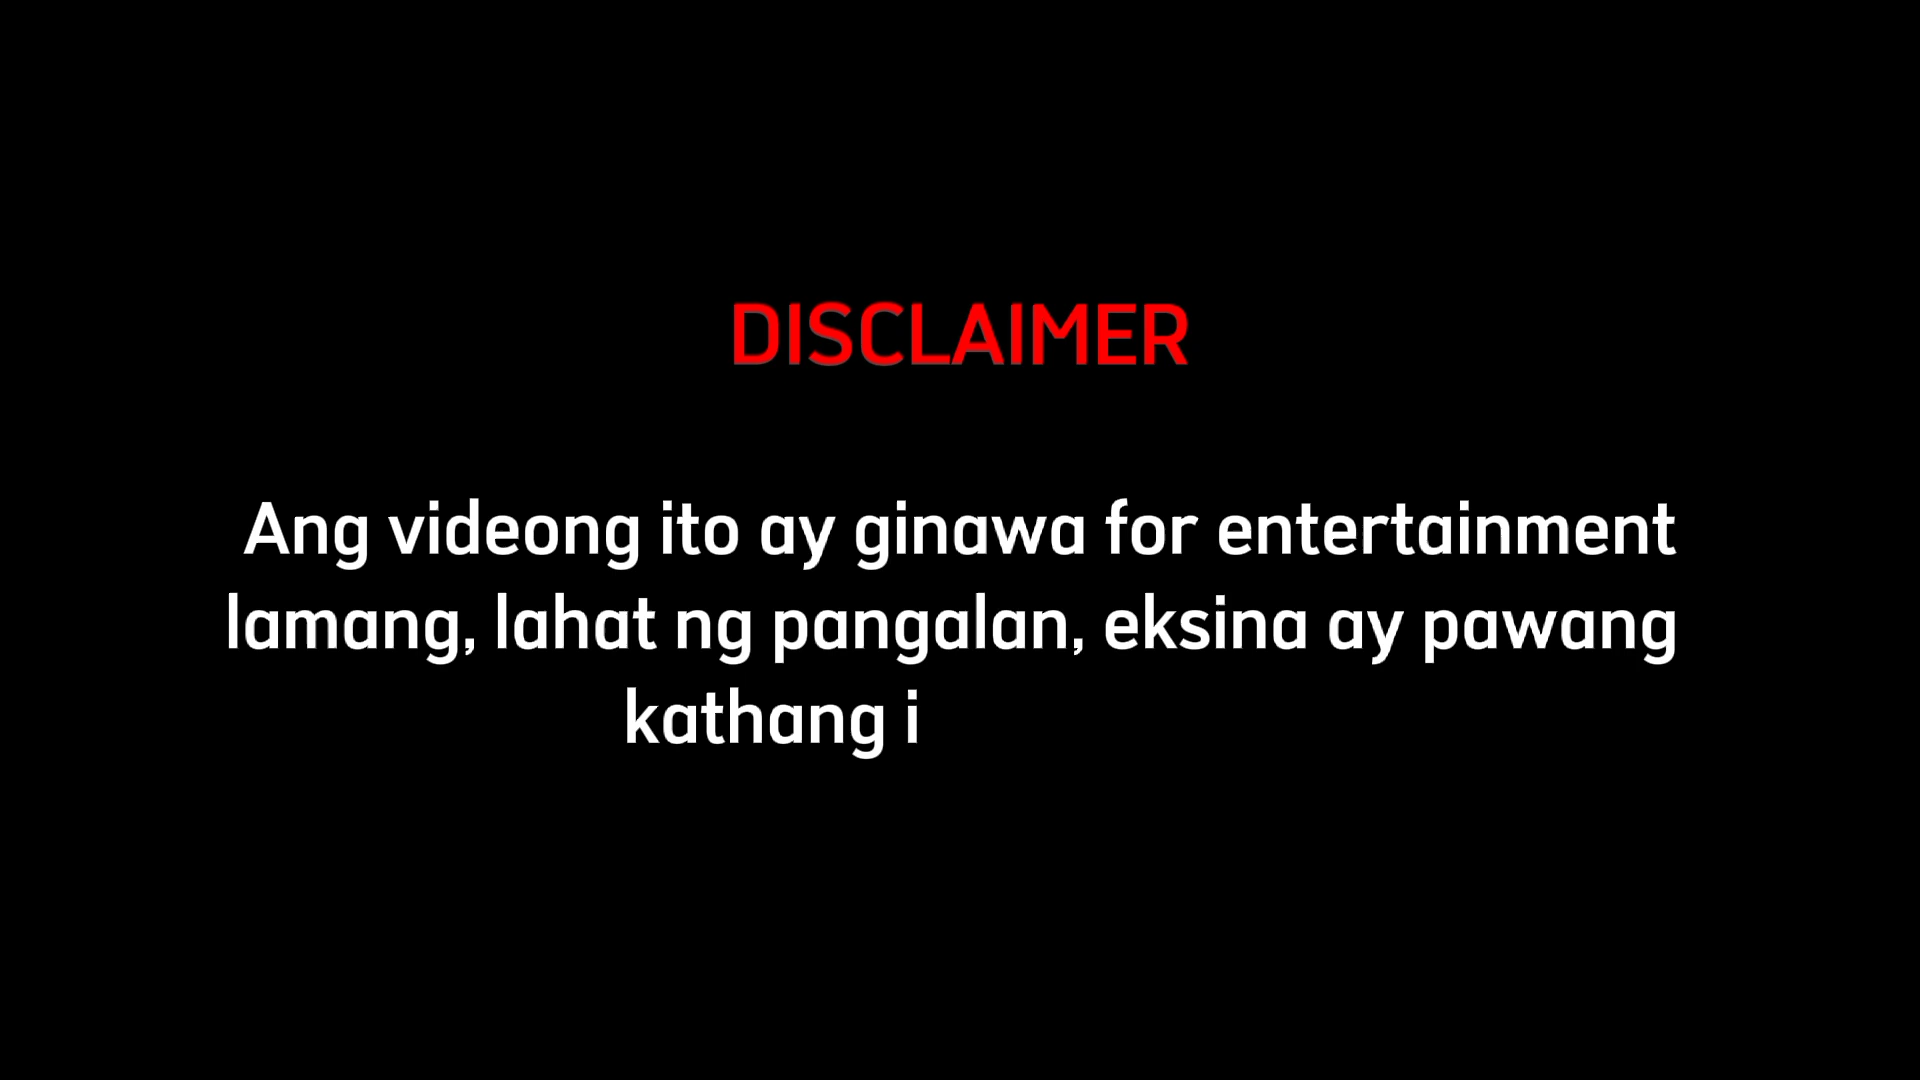 DISCLAIMER
Ang videong ito ay ginawa for entertainment
lamang, lahat ng pangalan, eksina ay pawang
kathang i